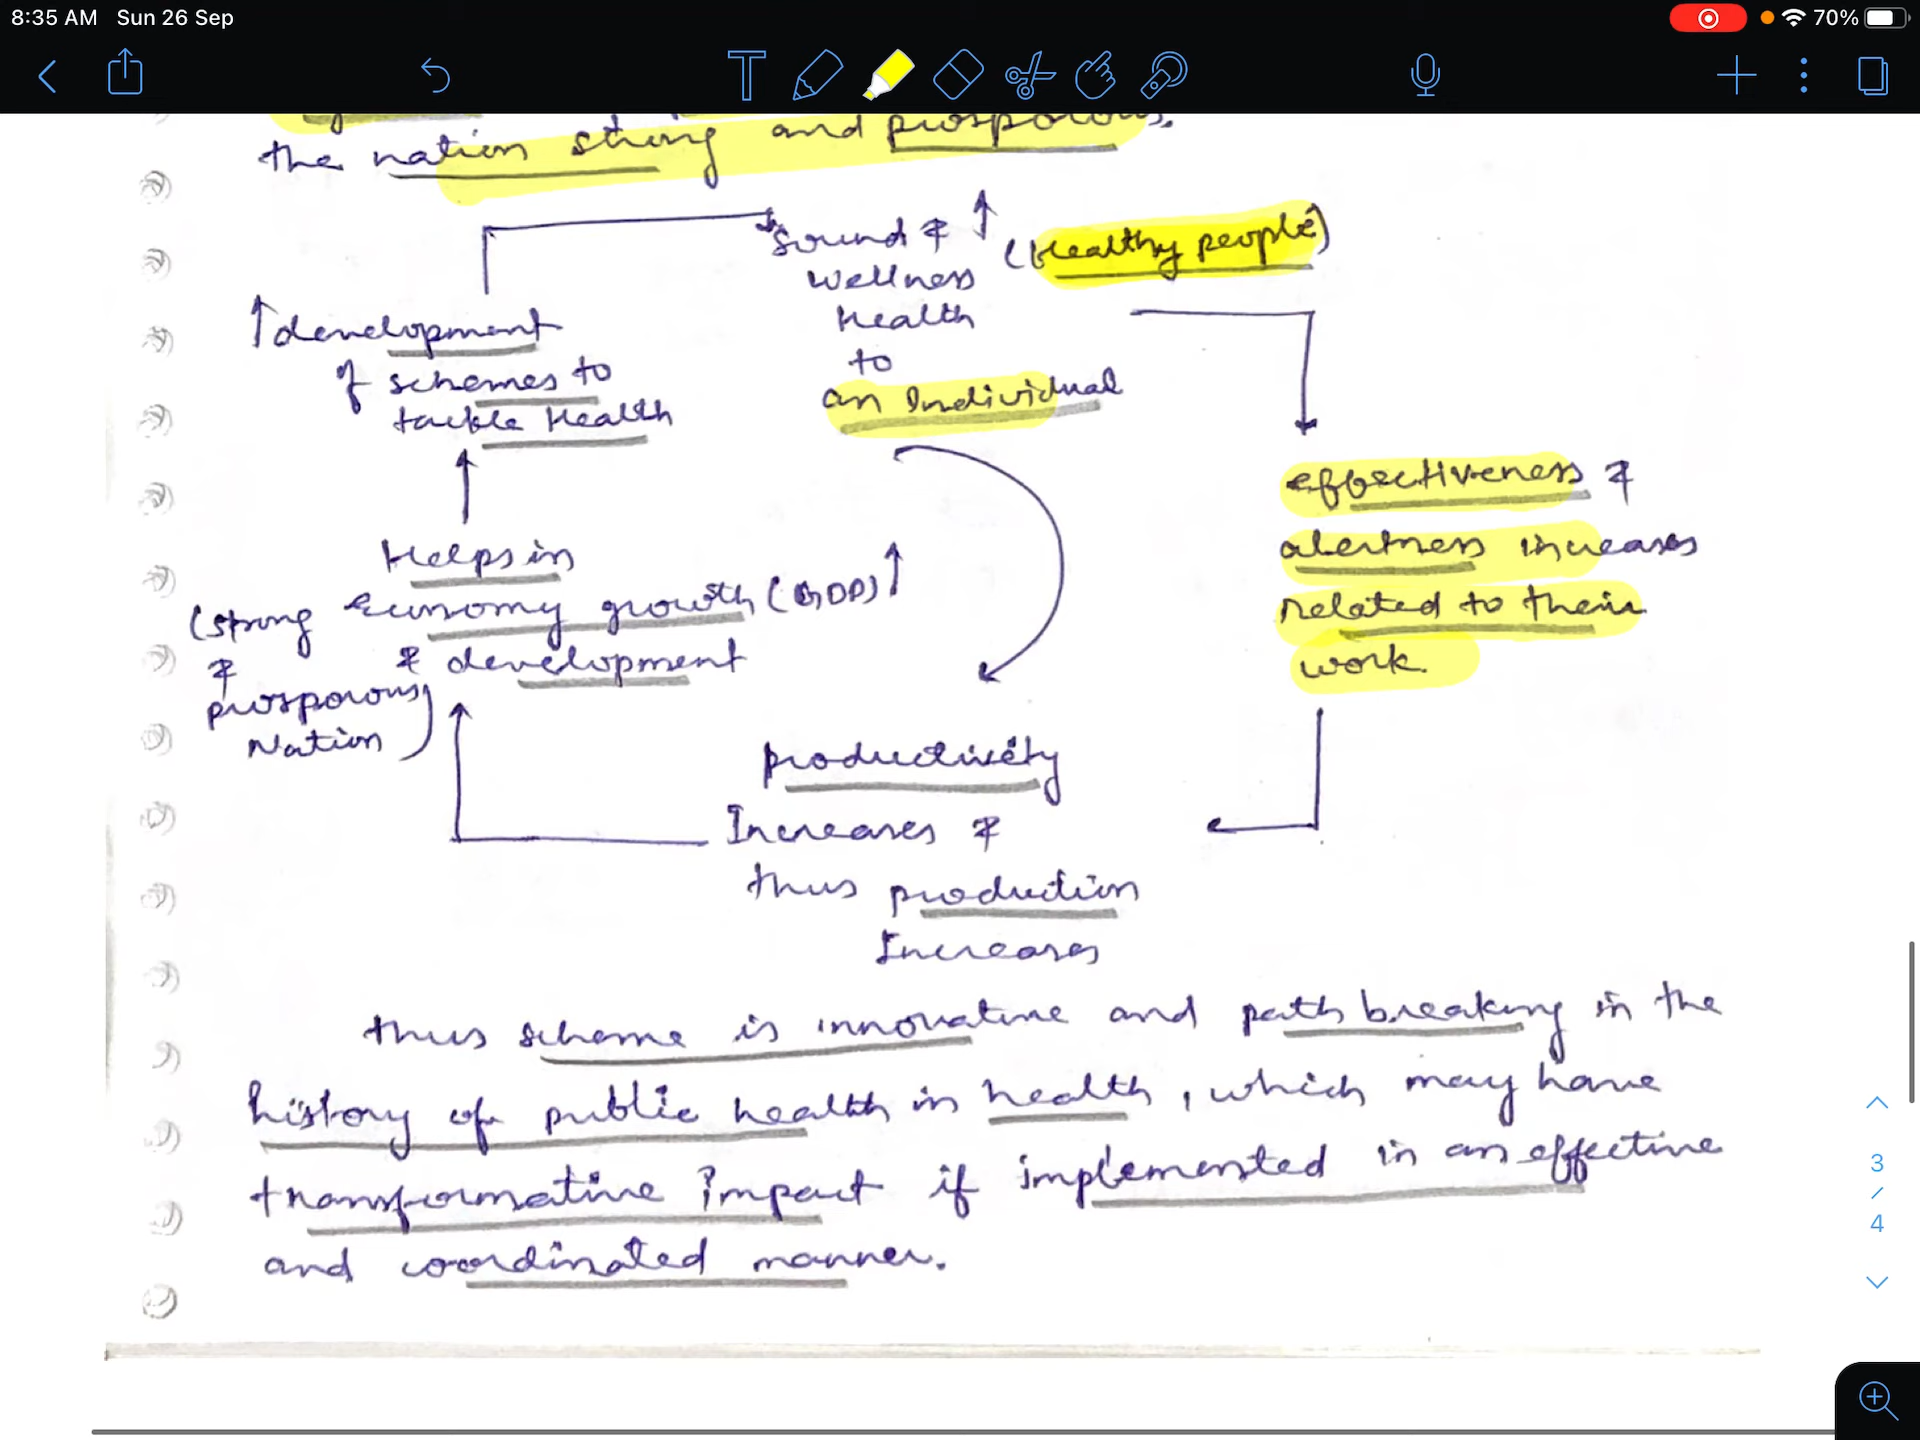 8:35 AM Sun 26 Sep
70%
the nation strong and prosporous.
Sound & ↑ (Healthy people)
wellness
Health
to
an Individual
↑ development
of schemes to
tackle Health
effectiveness &
alertness increases
related to their
work.
Helps in
(strong Economy growth (GDP) ↑
& & development
prosporous
Nation)
productivity
Increases &
thus production
Increases
thus scheme is innovative and path breaking in the
history of public health in health, which may have
transformative impact if implemented in an effective
and coordinated manner.
3
/
4